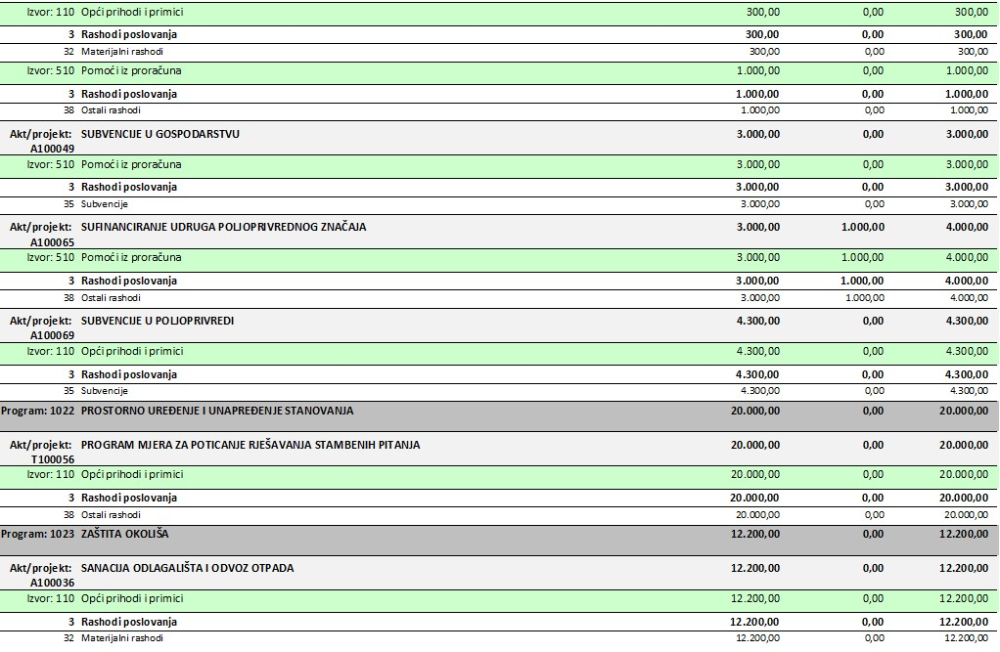 Izvor: 110 Opći prihodi i primici 300,00 0,00 300,00
3 Rashodi poslovanja 300,00 0,00 300,00
32 Materijalni rashodi 300,00 0,00 300,00
Izvor: 510 Pomoći iz proračuna 1.000,00 0,00 1.000,00
3 Rashodi poslovanja 1.000,00 0,00 1.000,00
38 Ostali rashodi 1.000,00 0,00 1.000,00
Akt/projekt: SUBVENCIJE U GOSPODARSTVU 3.000,00 0,00 3.000,00
A100049
Izvor: 510 Pomoći iz proračuna 3.000,00 0,00 3.000,00
3 Rashodi poslovanja 3.000,00 0,00 3.000,00
35 Subvencije 3.000,00 0,00 3.000,00
Akt/projekt: SUFINANCIRANJE UDRUGA POLJOPRIVREDNOG ZNAČAJA 3.000,00 1.000,00 4.000,00
A100065
Izvor: 510 Pomoći iz proračuna 3.000,00 1.000,00 4.000,00
3 Rashodi poslovanja 3.000,00 1.000,00 4.000,00
38 Ostali rashodi 3.000,00 1.000,00 4.000,00
Akt/projekt: SUBVENCIJE U POLJOPRIVREDI 4.300,00 0,00 4.300,00
A100069
Izvor: 110 Opći prihodi i primici 4.300,00 0,00 4.300,00
3 Rashodi poslovanja 4.300,00 0,00 4.300,00
35 Subvencije 4.300,00 0,00 4.300,00
Program: 1022 PROSTORNO UREĐENJE I UNAPREĐENJE STANOVANJA 20.000,00 0,00 20.000,00
Akt/projekt: PROGRAM MJERA ZA POTICANJE RJEŠAVANJA STAMBENIH PITANJA 20.000,00 0,00 20.000,00
T100056
Izvor: 110 Opći prihodi i primici 20.000,00 0,00 20.000,00
3 Rashodi poslovanja 20.000,00 0,00 20.000,00
38 Ostali rashodi 20.000,00 0,00 20.000,00
Program: 1023 ZAŠTITA OKOLIŠA 12.200,00 0,00 12.200,00
Akt/projekt: SANACIJA ODLAGALIŠTA I ODVOZ OTPADA 12.200,00 0,00 12.200,00
A100036
Izvor: 110 Opći prihodi i primici 12.200,00 0,00 12.200,00
3 Rashodi poslovanja 12.200,00 0,00 12.200,00
32 Materijalni rashodi 12.200,00 0,00 12.200,00